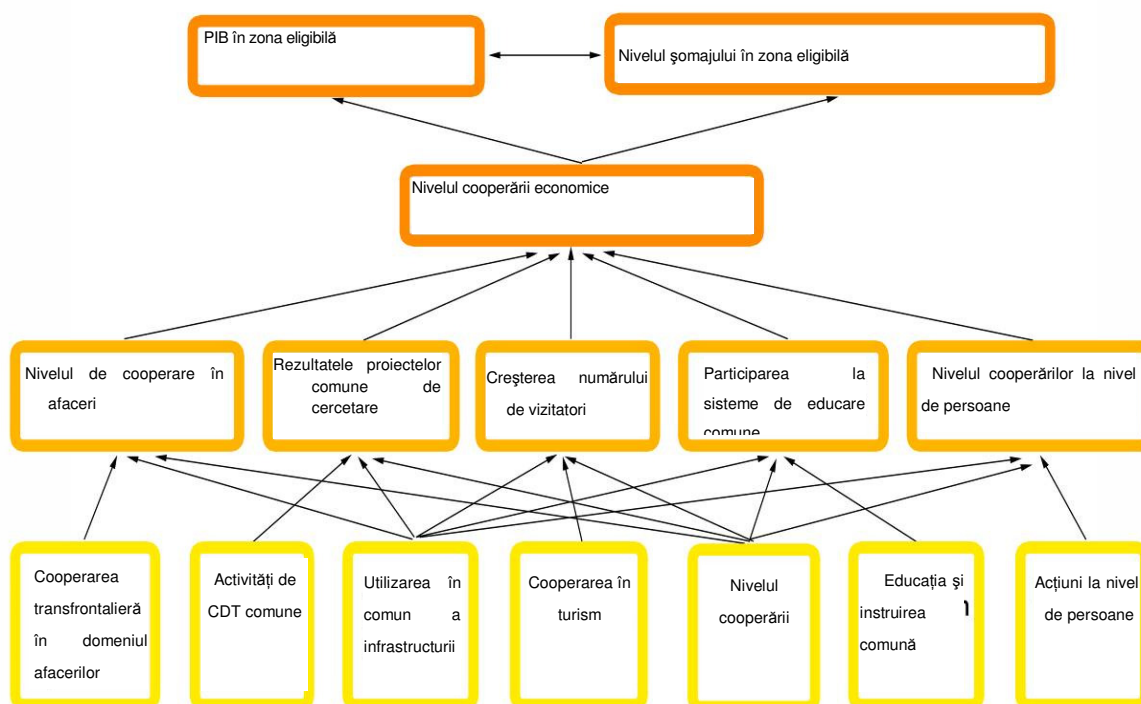 PIB în zona eligibilă
Nivelul şomajului în zona eligibilă
Nivelul cooperării economice
Nivelul de cooperare în
afaceri
Rezultatele proiectelor
comune de
cercetare
Creşterea numărului
de vizitatori
Participarea la
sisteme de educare
comune
Nivelul cooperărilor la nivel
de persoane
Cooperarea
transfrontalieră
în domeniul
afacerilor
Activităţi de
CDT comune
Utilizarea în
comun a
infrastructurii
Cooperarea în
turism
Nivelul
cooperării
Educaţia şi
instruirea
comună
Acţiuni la nivel
de persoane